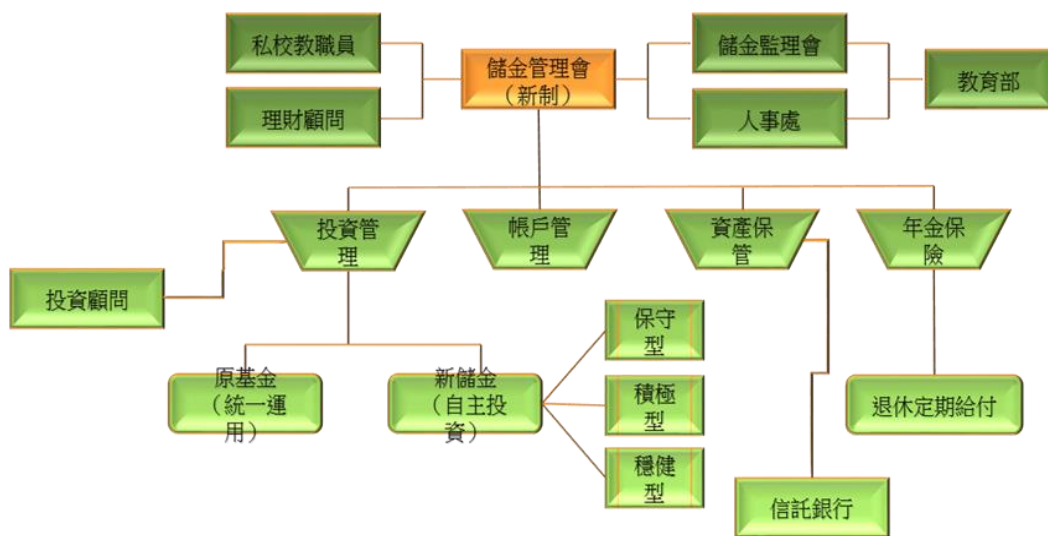 私校教職員
儲金管理會
（新制）
儲金監理會
教育部
理財顧問
人事處
投資管
理
帳戶管
理
資產保
管
年金保
險
投資顧問
保守
型
原基金
（統一運
用）
新儲金
（自主投
資）
積極
型
退休定期給付
穩健
型
信託銀行